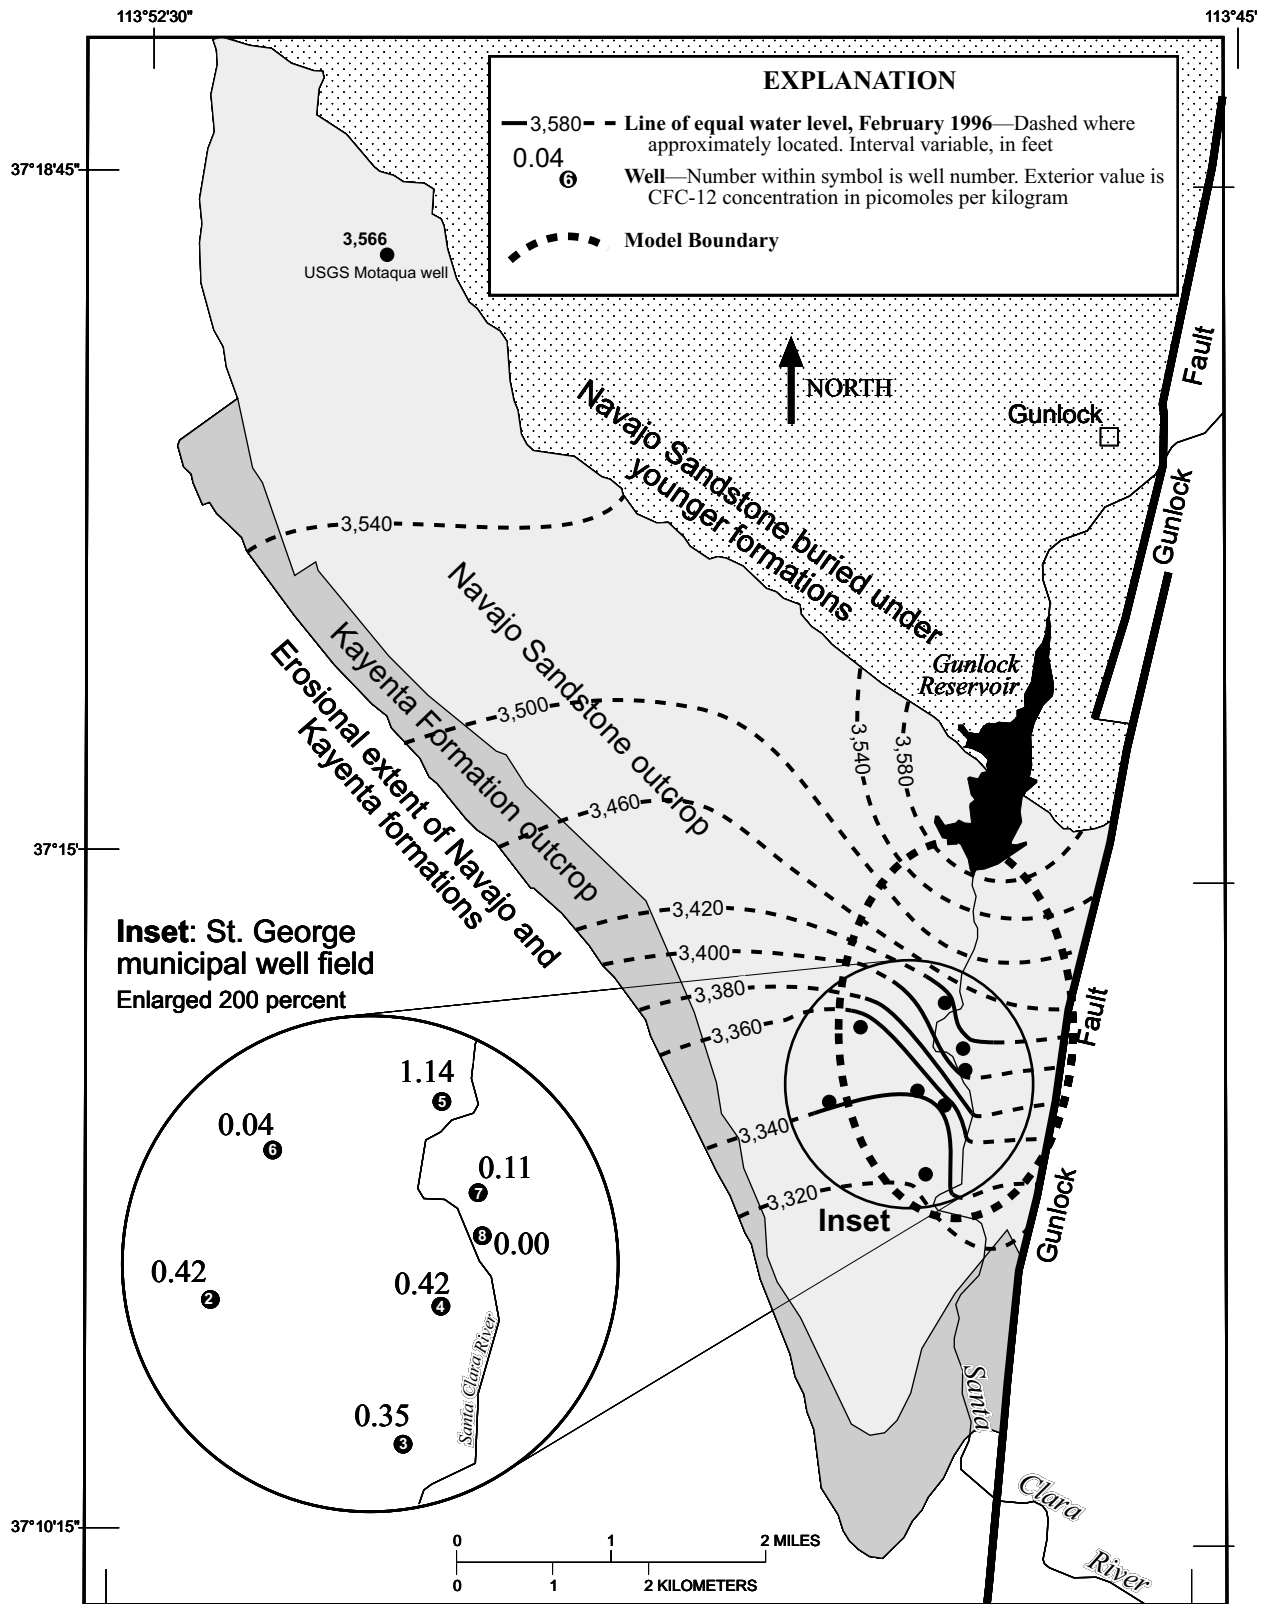 113°52'30"
113°45'
EXPLANATION
3,580
Line of equal water level, February 1996—Dashed where
approximately located. Interval variable, in feet
0.04
6
Well—Number within symbol is well number. Exterior value is
CFC-12 concentration in picomoles per kilogram
Model Boundary
37°18'45"
3,566
USGS Motaqua well
NORTH
Fault
Gunlock
Navajo Sandstone buried under
younger formations
Gunlock
3,540
Navajo Sandstone outcrop
Kayenta Formation outcrop
Erosional extent of Navajo and
Kayenta formations
Gunlock
Reservoir
3,500
3,540
3,580
3,460
37°15'
3,420
3,400
3,380
3,360
3,340
3,320
Fault
Gunlock
Inset
Inset: St. George
municipal well field
Enlarged 200 percent
1.14
5
0.04
6
0.11
7
8
0.00
0.42
2
0.42
4
0.35
3
Santa Clara River
Santa
Clara
River
37°10'15"
0 1 2 MILES
0 1 2 KILOMETERS